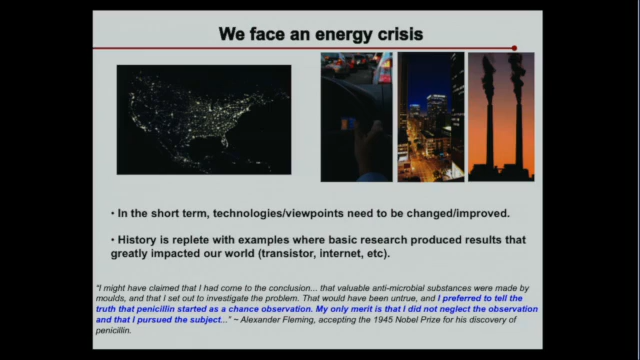 We face an energy crisis
• In the short term, technologies/viewpoints need to be changed/improved.
• History is replete with examples where basic research produced results that
greatly impacted our world (transistor, internet, etc).
"I might have claimed that I had come to the conclusion... that valuable anti-microbial substances were made by
moulds, and that I set out to investigate the problem. That would have been untrue, and I preferred to tell the
truth that penicillin started as a chance observation. My only merit is that I did not neglect the observation
and that I pursued the subject..." ~ Alexander Fleming, accepting the 1945 Nobel Prize for his discovery of
penicillin.